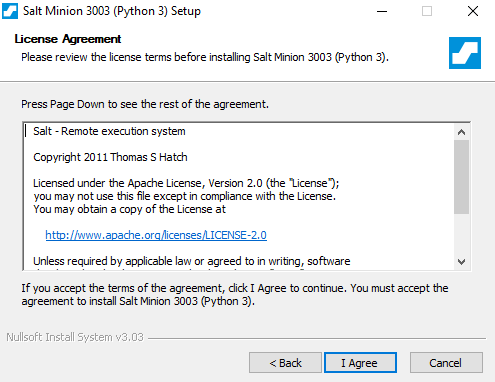 Salt Minion 3003 (Python 3) Setup
License Agreement
Please review the license terms before installing Salt Minion 3003 (Python 3).
Press Page Down to see the rest of the agreement.
Salt - Remote execution system
Copyright 2011 Thomas S Hatch
Licensed under the Apache License, Version 2.0 (the "License");
you may not use this file except in compliance with the License.
You may obtain a copy of the License at
http://www.apache.org/licenses/LICENSE-2.0
Unless required by applicable law or agreed to in writing, software
If you accept the terms of the agreement, click I Agree to continue. You must accept the
agreement to install Salt Minion 3003 (Python 3).
Nullsoft Install System v3.03
< Back
I Agree
Cancel